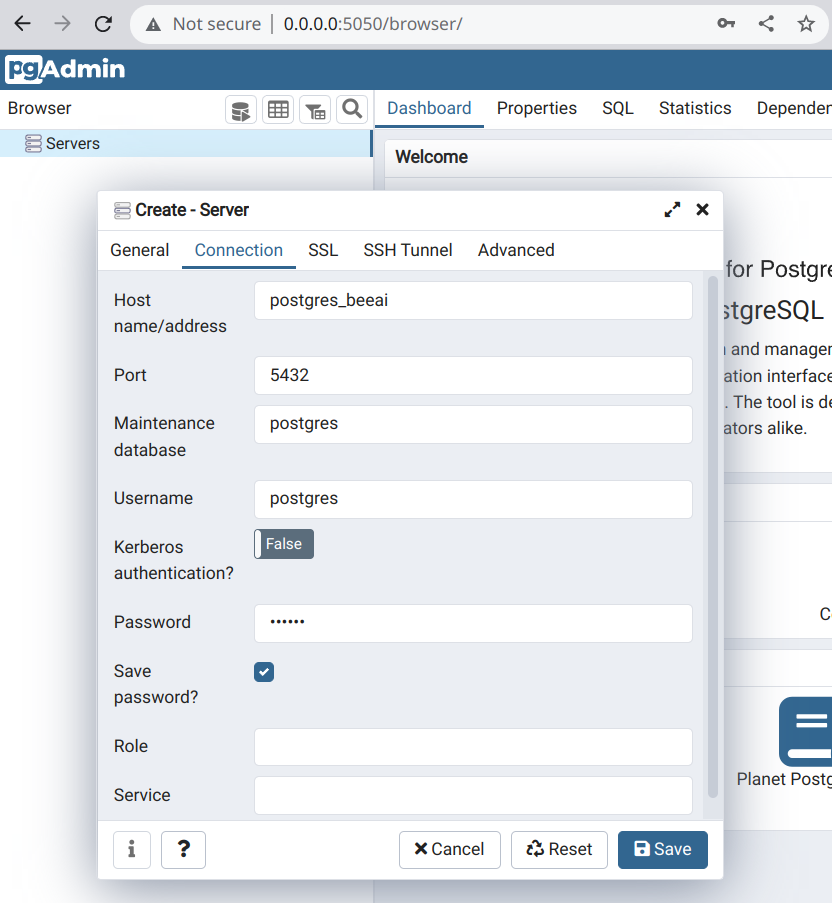 Not secure | 0.0.0.0:5050/browser/
pgAdmin
Browser
Dashboard Properties SQL Statistics Dependen
Servers
Welcome
Create - Server
General Connection SSL SSH Tunnel Advanced
for Postgre
stgreSQL
and managem
ation interface
. The tool is de
ators alike.
Host name/address
postgres_beeai
Port
5432
Maintenance database
postgres
Username
postgres
Kerberos authentication?
False
Password
••••••
Save password?
Role
Service
C
Planet Postg
i ? Cancel Reset Save